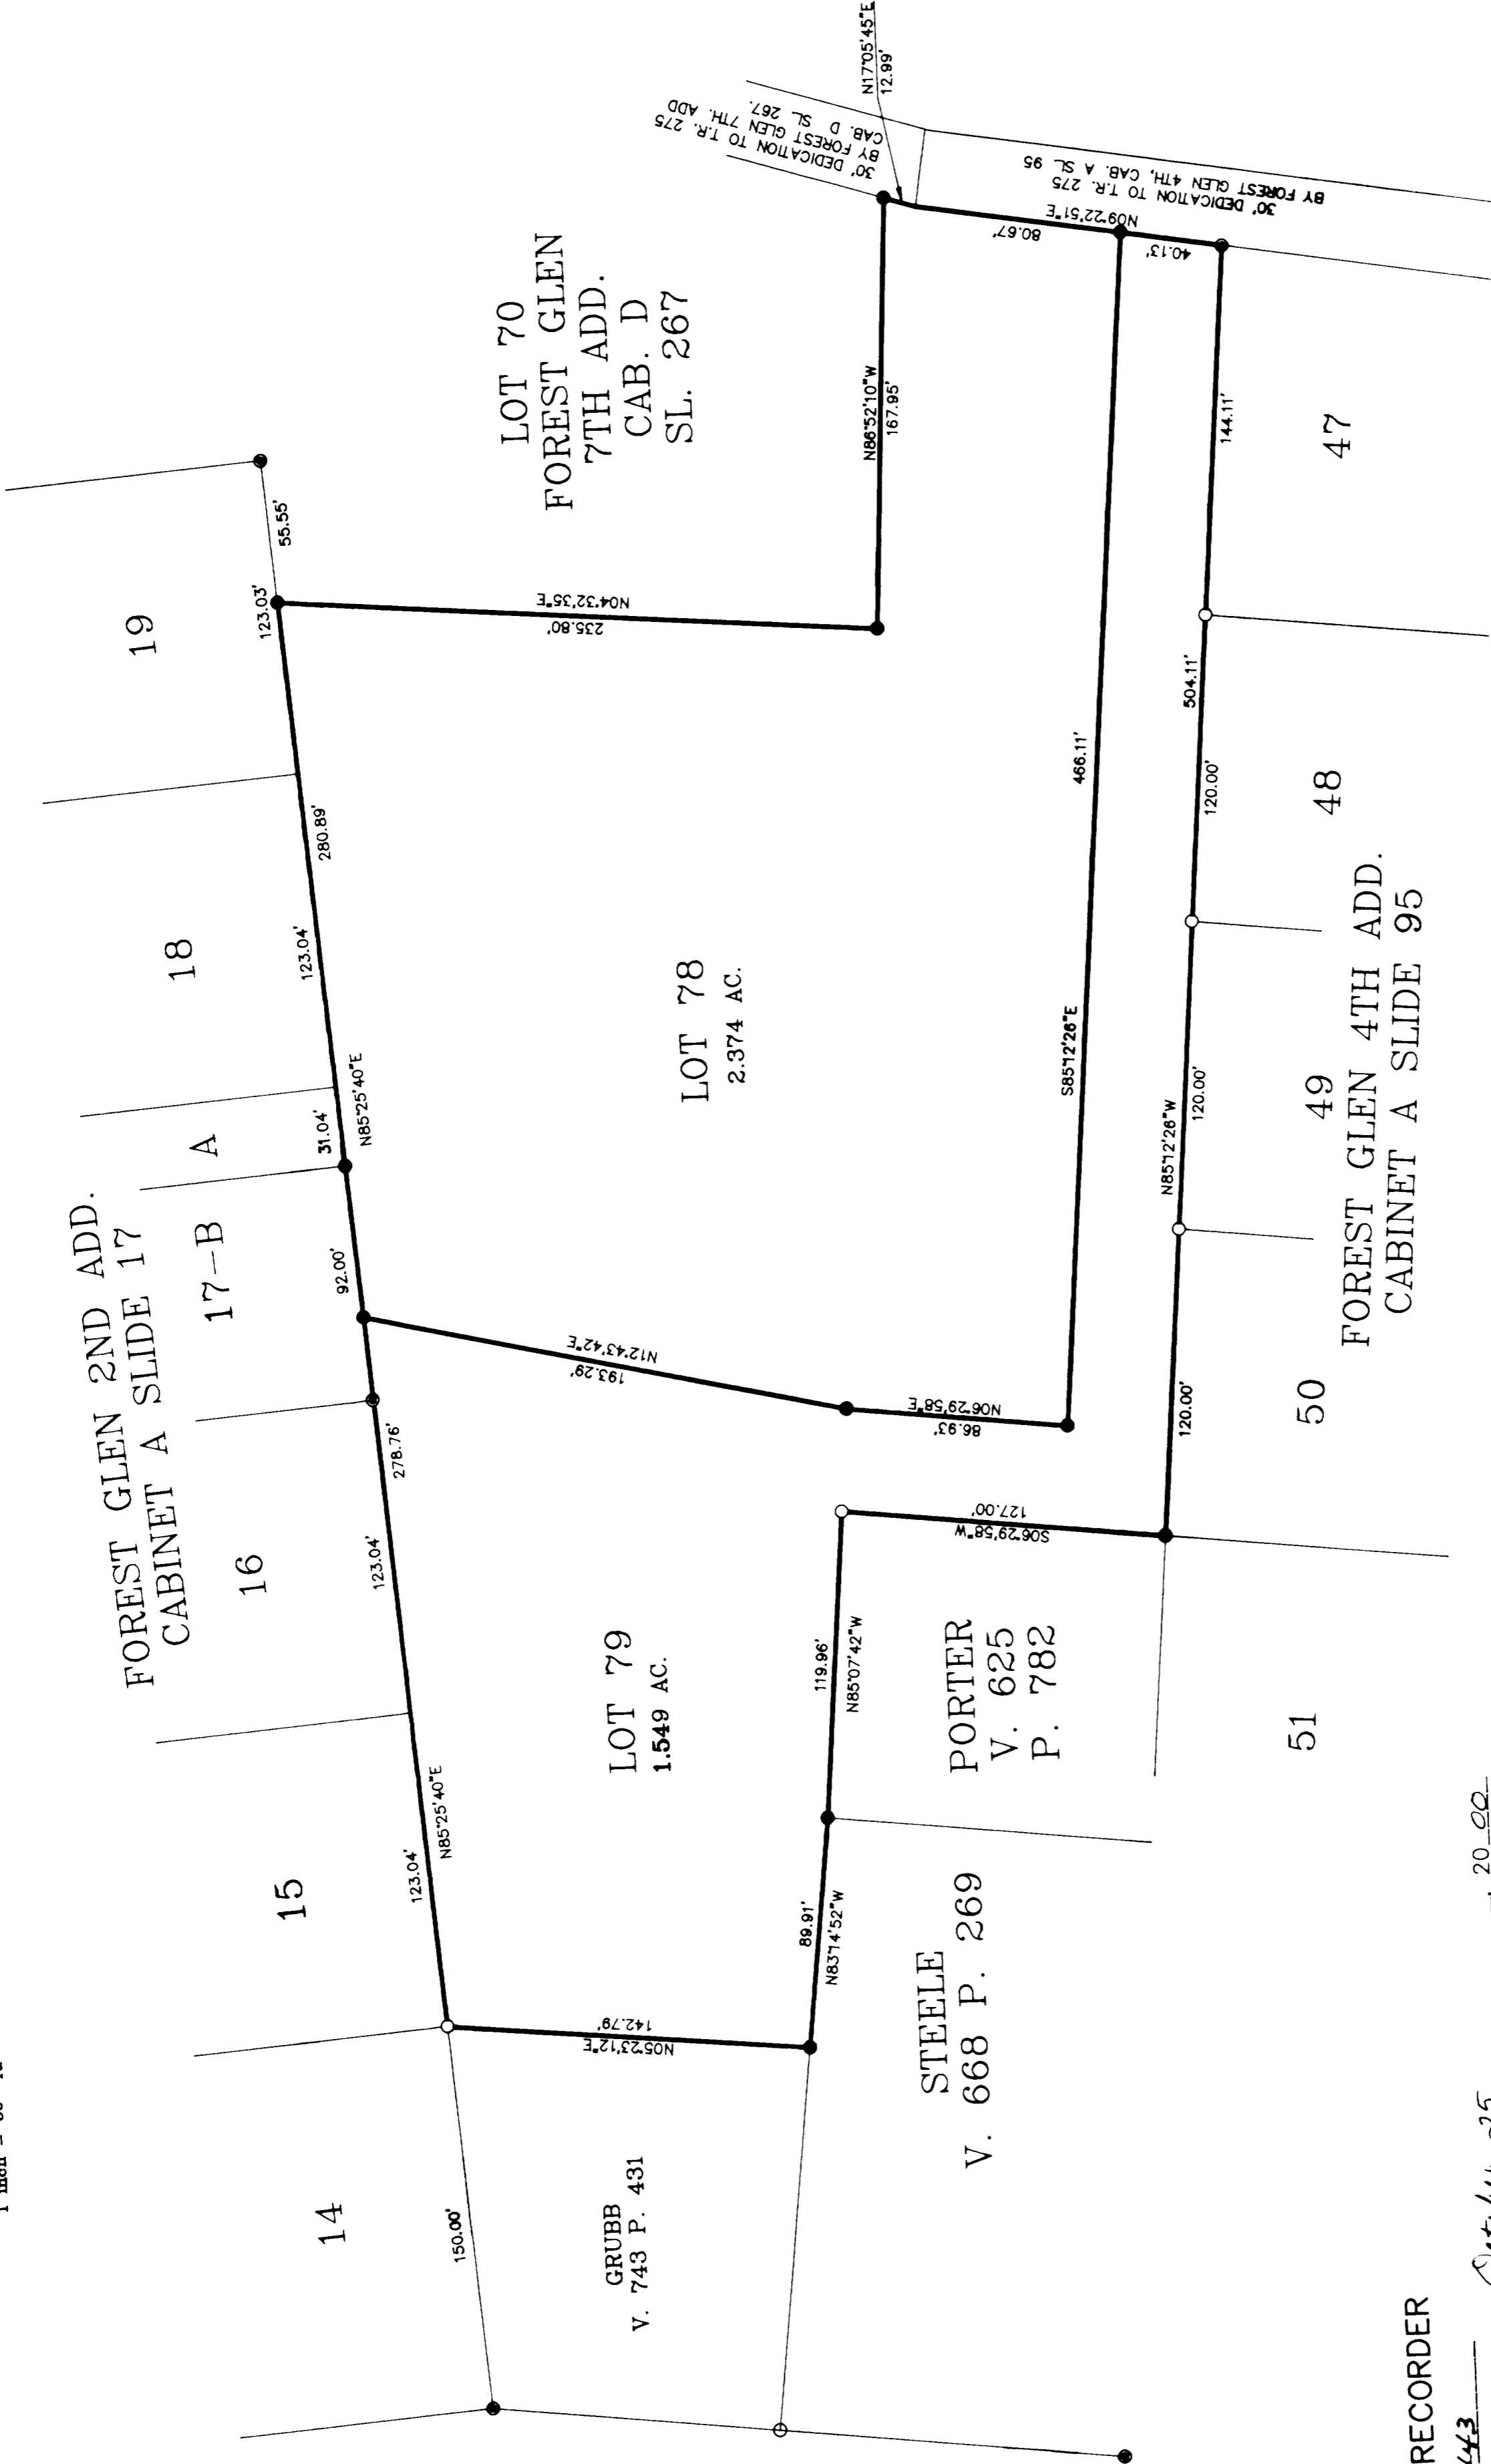 19
123.03'
55.55'
18
280.89'
123.04'
A
31.04'
N85°25'40"E
FOREST GLEN 2ND ADD.
CABINET A SLIDE 17
17-B
92.00'
16
278.76'
123.04'
15
123.04'
N85°25'40"E
14
150.00'
GRUBB
V. 743 P. 431
N05°23'12"E
142.79'
LOT 79
1.549 AC.
89.91'
N83°14'52"W
119.96'
N85°07'42"W
STEELE
V. 668 P. 269
PORTER
V. 625
P. 782
S06°29'58"W
127.00'
N12°43'42"E
193.29'
N06°29'58"E
86.93'
LOT 78
2.374 AC.
N04°32'35"E
235.80'
LOT 70
FOREST GLEN
7TH ADD.
CAB. D
SL. 267
N86°52'10"W
167.95'
N17°05'45"E
12.99'
30' DEDICATION TO T.R. 275
BY FOREST GLEN 7TH. ADD
CAB. D SL 267.
30' DEDICATION TO T.R. 275
BY FOREST GLEN 4TH, CAB. A SL 95
N09°22'51"E
80.67'
40.13'
466.11'
S85°12'26"E
144.11'
504.11'
120.00'
120.00'
N85°12'26"W
120.00'
47
48
49
50
51
FOREST GLEN 4TH ADD.
CABINET A SLIDE 95
RECORDER
20 00